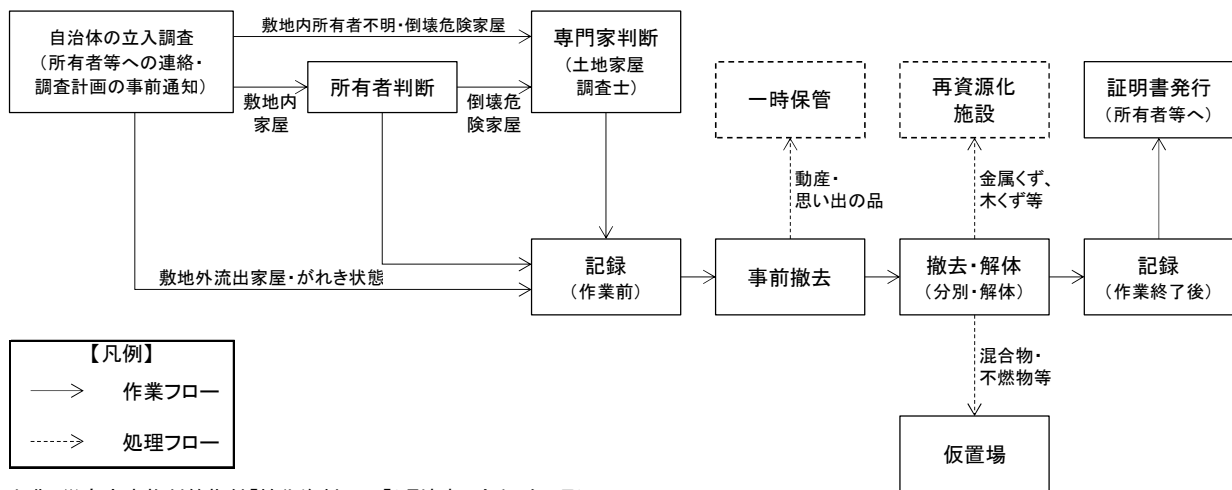 自治体の立入調査
(所有者等への連絡・
調査計画の事前通知)
敷地内所有者不明・倒壊危険家屋
専門家判断
(土地家屋
調査士)
敷地内
家屋
所有者判断
倒壊危
険家屋
一時保管
再資源化
施設
証明書発行
(所有者等へ)
動産・
思い出の品
金属くず、
木くず等
敷地外流出家屋・がれき状態
記録
(作業前)
事前撤去
撤去・解体
(分別・解体)
記録
(作業終了後)
混合物・
不燃物等
仮置場
【凡例】
作業フロー
処理フロー